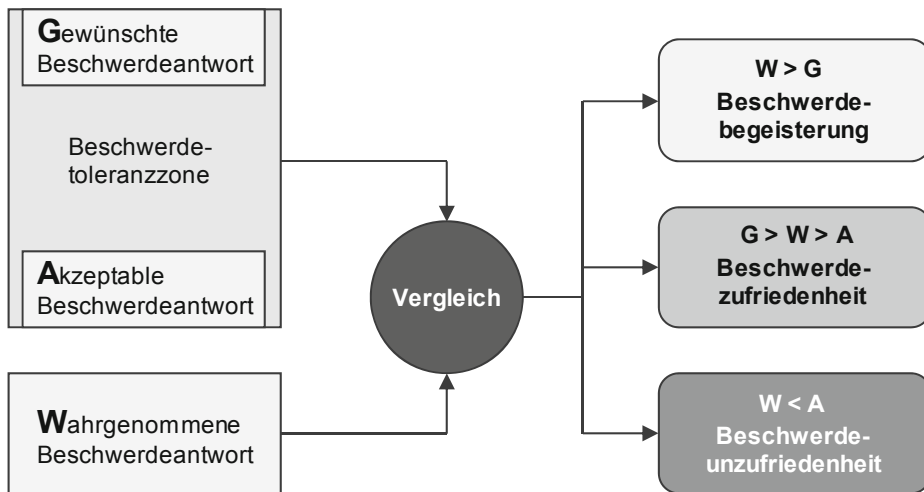 Gewünschte
Beschwerdeantwort
Beschwerde-
toleranzzone
Akzeptable
Beschwerdeantwort
Wahrgenommene
Beschwerdeantwort
Vergleich
W > G
Beschwerde-
begeisterung
G > W > A
Beschwerde-
zufriedenheit
W < A
Beschwerde-
unzufriedenheit